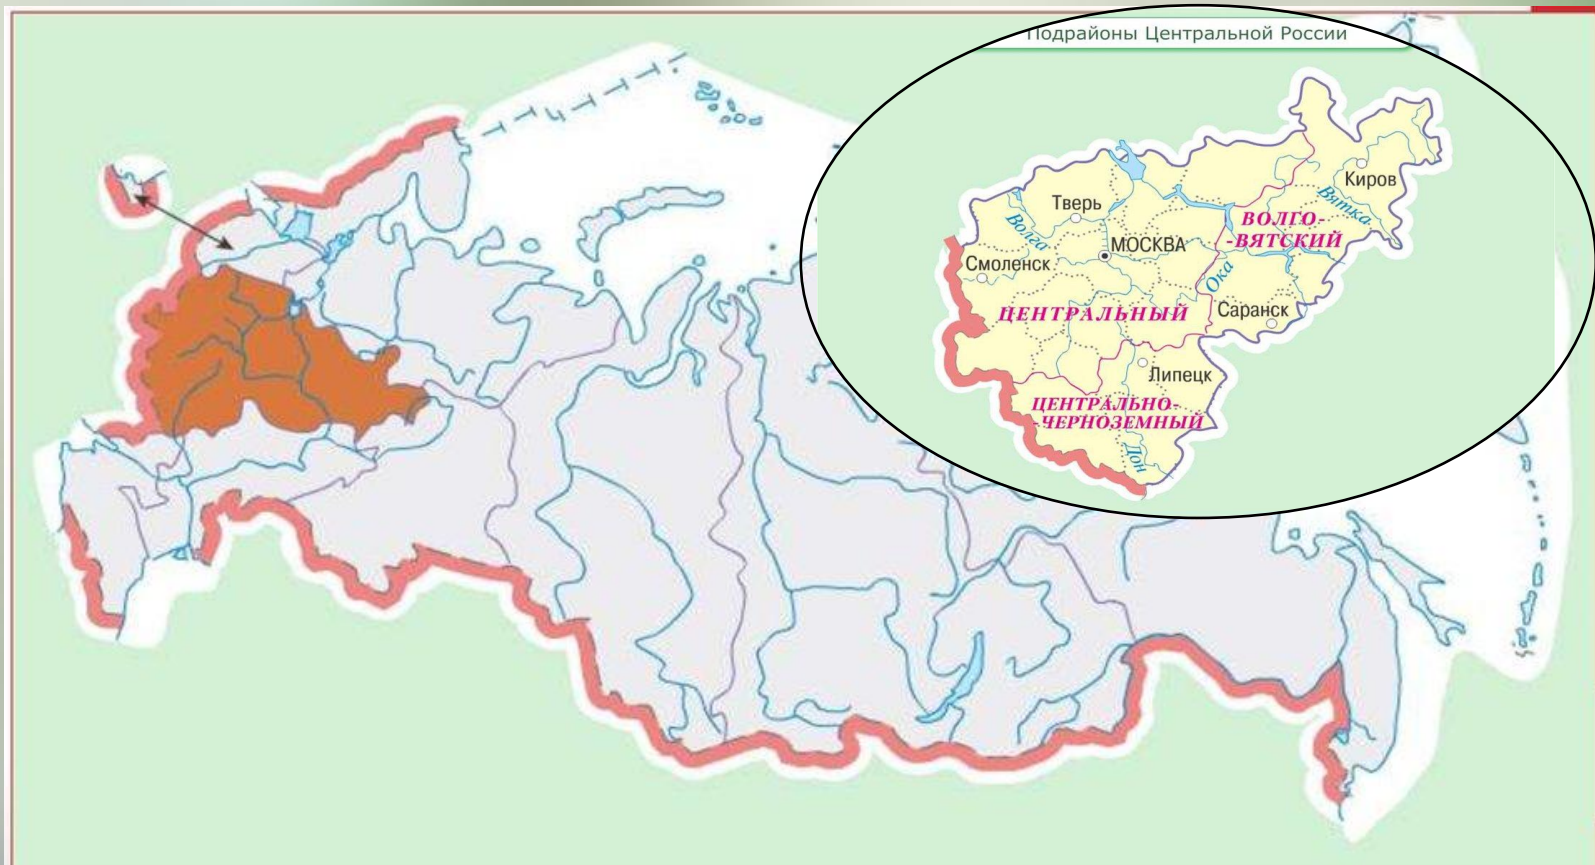 Подрайоны Центральной России
Киров
Вятка
Тверь
ВОЛГО-
-ВЯТСКИЙ
Волга
МОСКВА
Смоленск
Ока
ЦЕНТРАЛЬНЫЙ
Саранск
Липецк
ЦЕНТРАЛЬНО-
-ЧЕРНОЗЕМНЫЙ
Дон